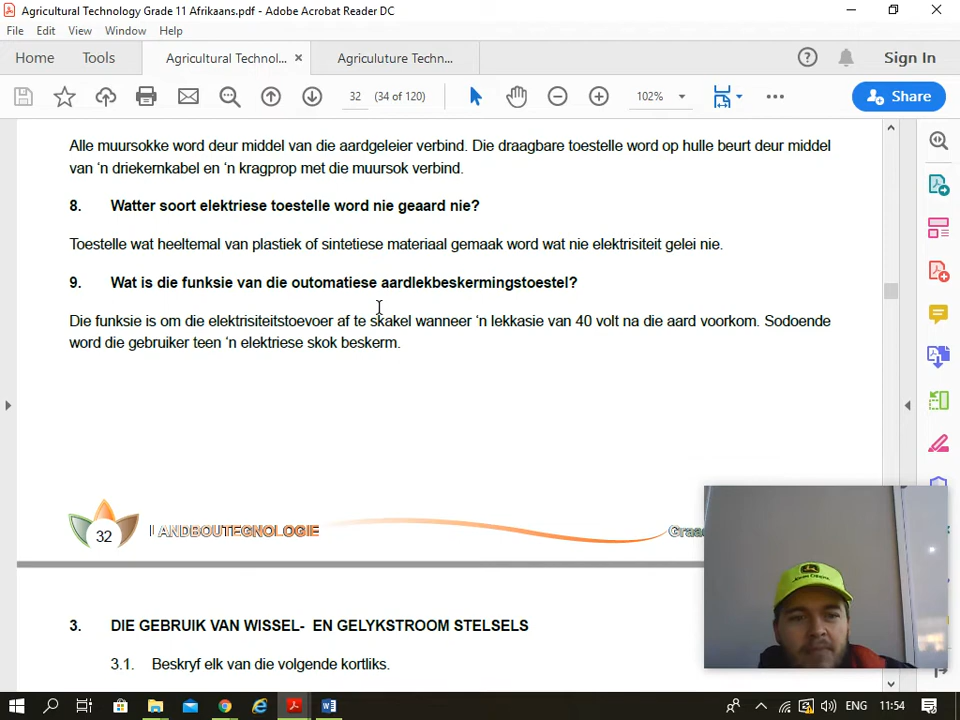 Agricultural Technology Grade 11 Afrikaans.pdf - Adobe Acrobat Reader DC
File Edit View Window Help
Home Tools Agricultural Technol... Agriculuture Techn... Sign In
32 (34 of 120) 102% Share
Alle muursokke word deur middel van die aardgeleier verbind. Die draagbare toestelle word op hulle beurt deur middel
van 'n driekernkabel en 'n kragprop met die muursok verbind.
8. Watter soort elektriese toestelle word nie geaard nie?
Toestelle wat heeltemal van plastiek of sintetiese materiaal gemaak word wat nie elektrisiteit gelei nie.
9. Wat is die funksie van die outomatiese aardlekbeskermingstoestel?
Die funksie is om die elektrisiteitstoevoer af te skakel wanneer 'n lekkasie van 40 volt na die aard voorkom. Sodoende
word die gebruiker teen 'n elektriese skok beskerm.
32 LANDBOUTEGNOLOGIE Graa
3. DIE GEBRUIK VAN WISSEL- EN GELYKSTROOM STELSELS
3.1. Beskryf elk van die volgende kortliks.
ENG 11:54